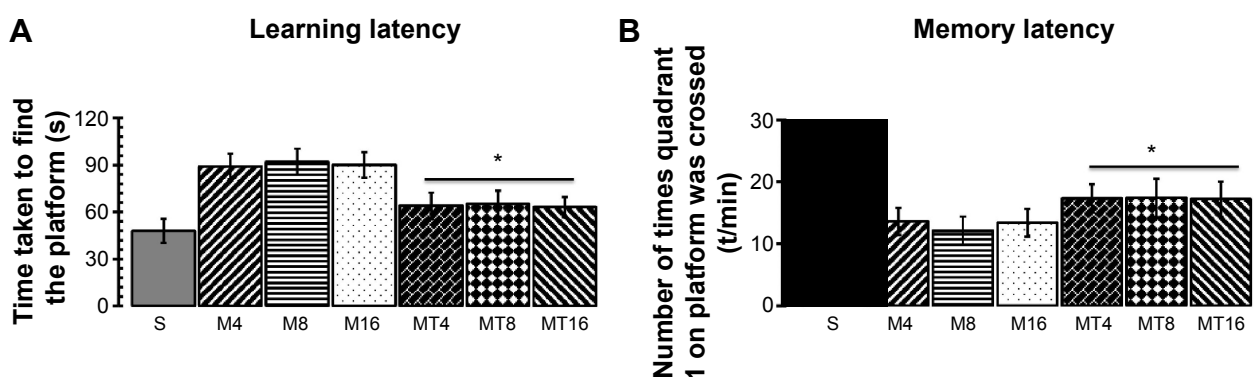 A
Learning latency
Time taken to find
the platform (s)
120
90
60
30
0
*
S M4 M8 M16 MT4 MT8 MT16
B
Memory latency
Number of times quadrant
1 on platform was crossed
(t/min)
30
20
10
0
*
S M4 M8 M16 MT4 MT8 MT16